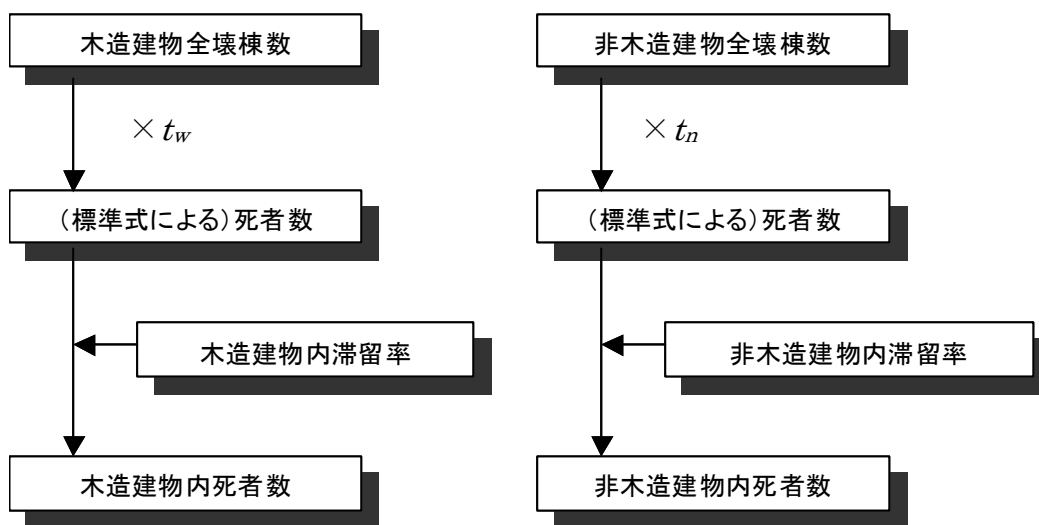 木造建物全壊棟数
× tw
(標準式による)死者数
木造建物内滞留率
木造建物内死者数
非木造建物全壊棟数
× tn
(標準式による)死者数
非木造建物内滞留率
非木造建物内死者数